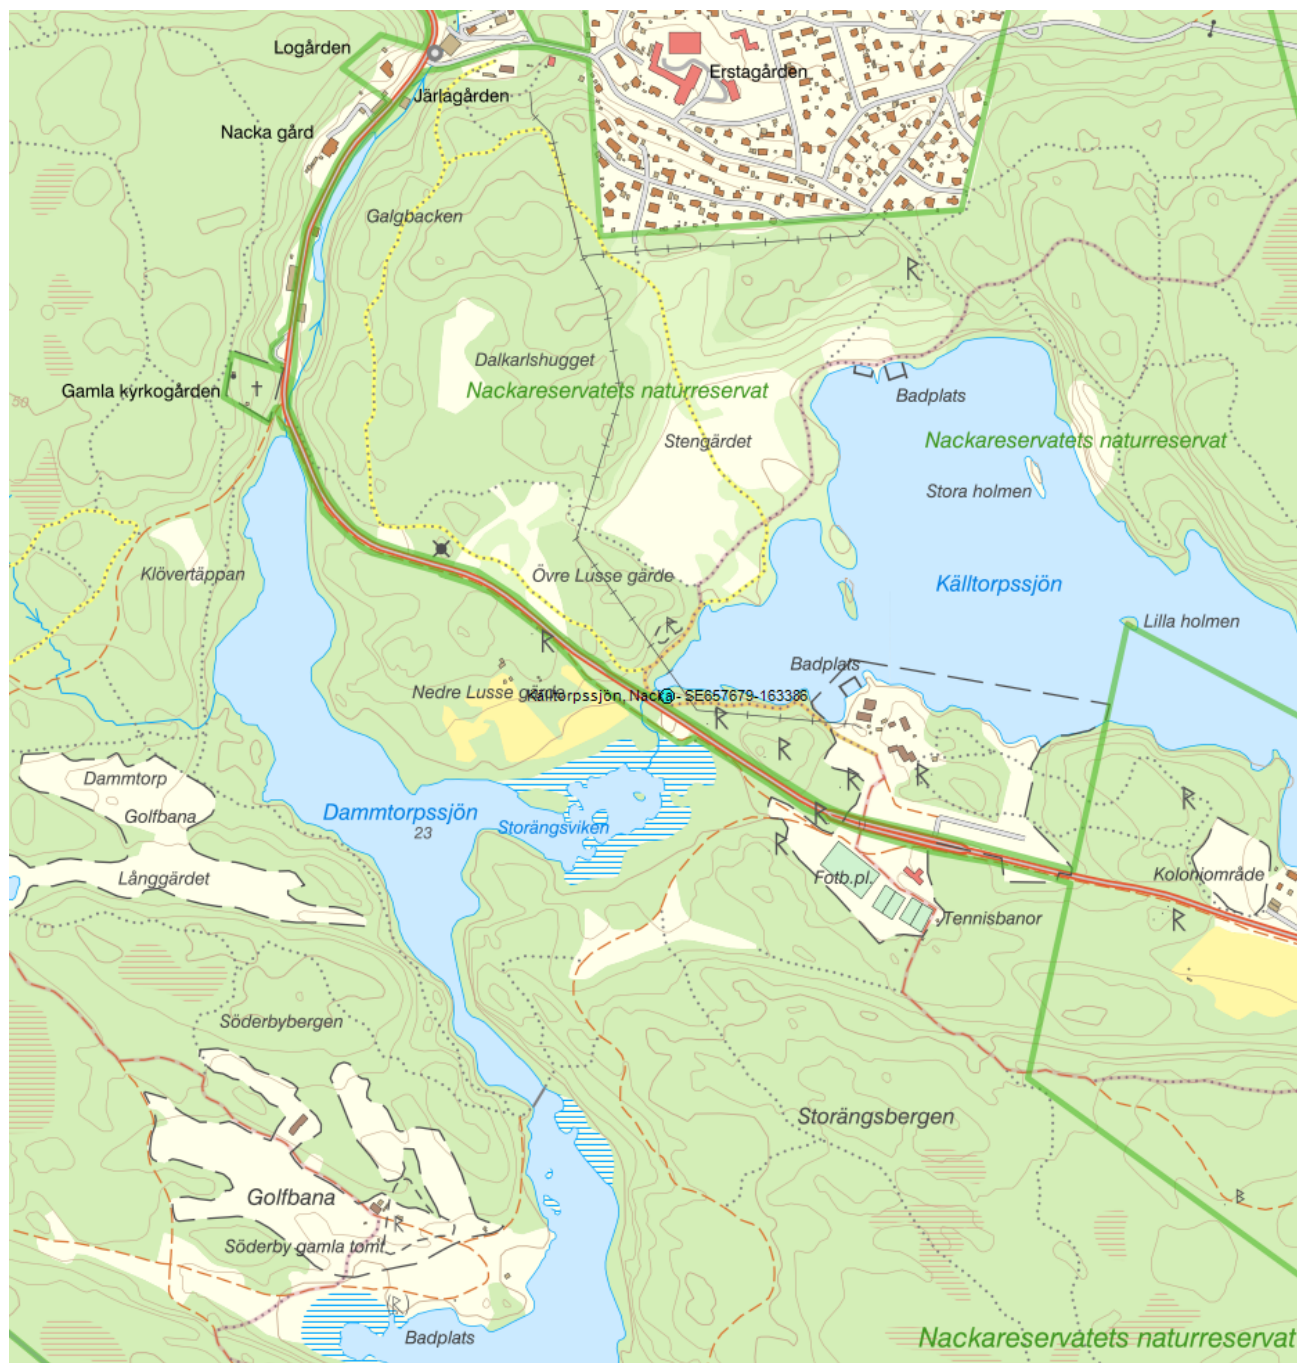 Logården
Erstagården
Järlagården
Nacka gård
Galgbacken
Dalkarlshugget
Nackareservatets naturreservat
Gamla kyrkogården
Badplats
50
Stengärdet
Nackareservatets naturreservat
Stora holmen
Klövertäppan
Övre Lusse gärde
Källtorpssjön
Lilla holmen
Badplats
Nedre Lusse gärde
Källtorpssjön, Nacka - SE657679-163386
Dammtorp
Golfbana
Dammtorpssjön
23
Storängsviken
Långgärdet
Fotb.pl.
Koloniområde
Tennisbanor
Söderbybergen
Storängsbergen
Golfbana
Söderby gamla tomt
Badplats
Nackareservatets naturreservat